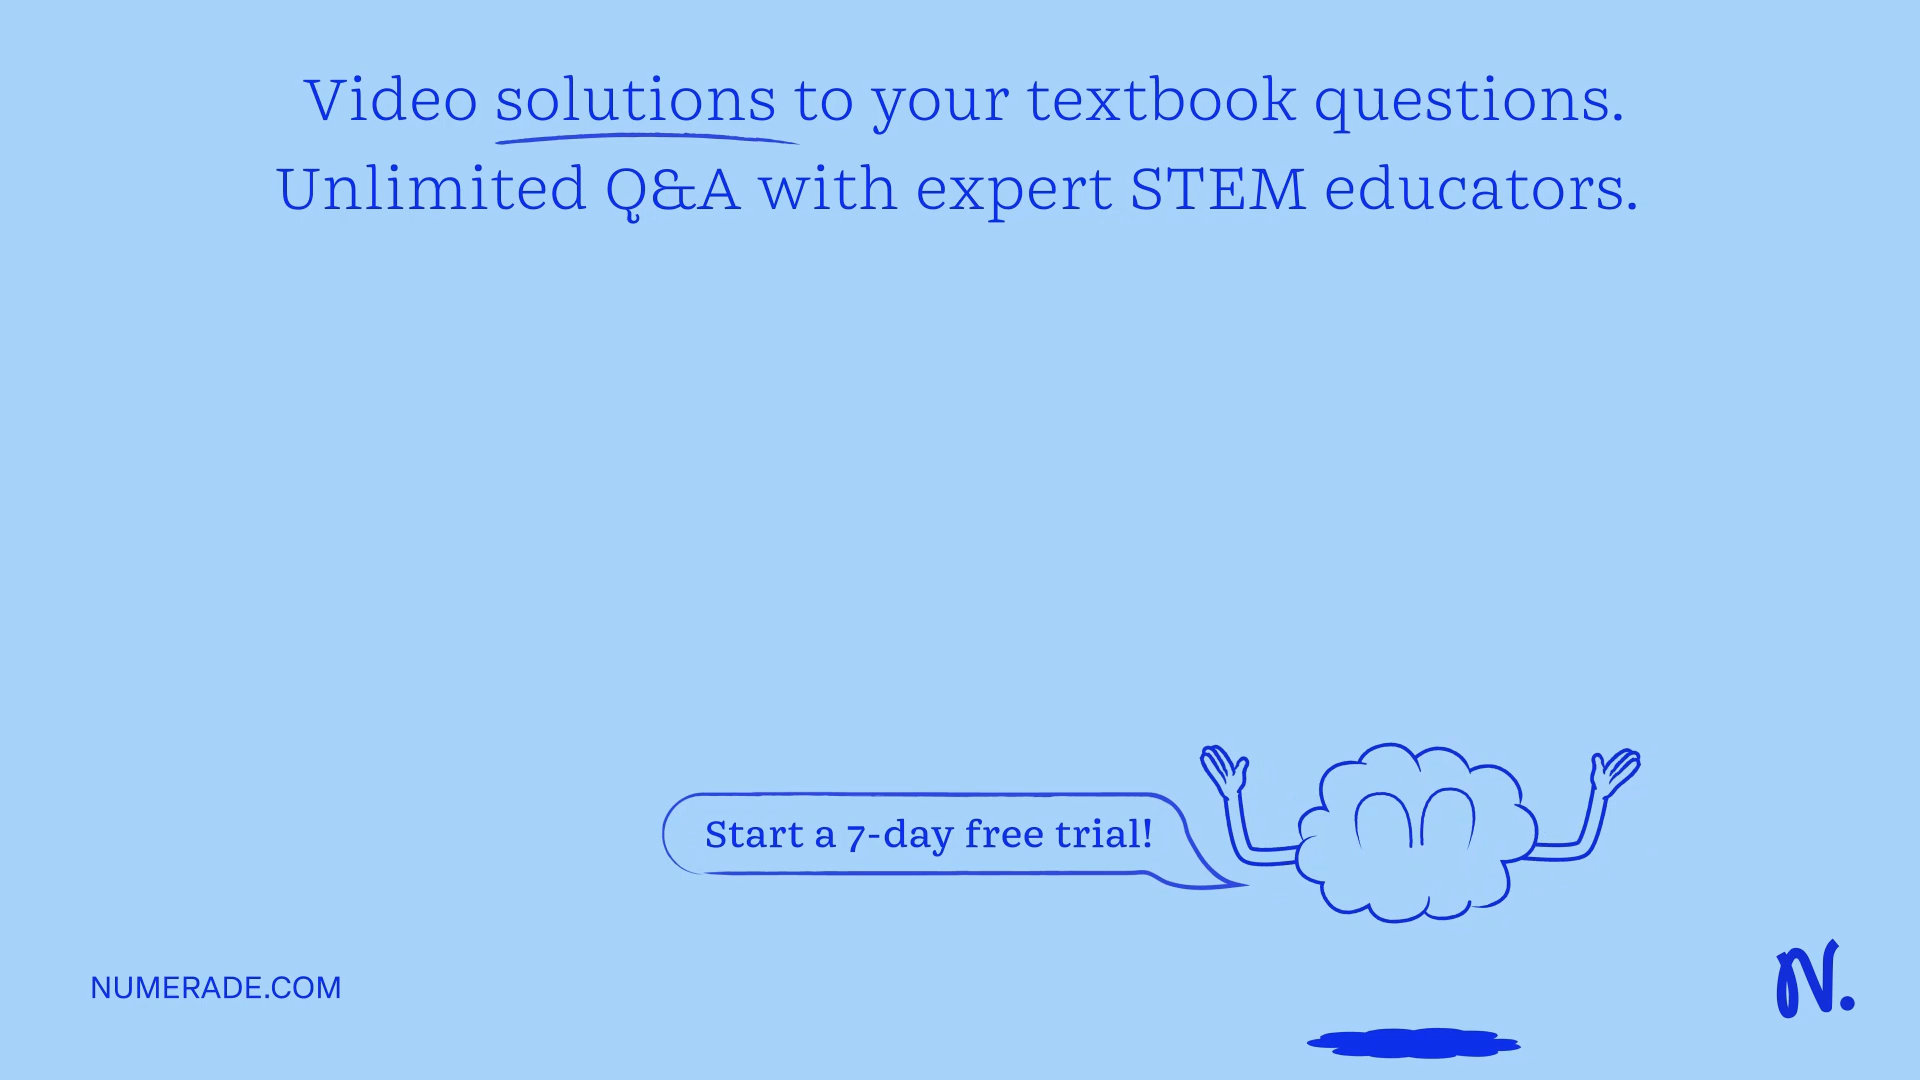 Video solutions to your textbook questions.
Unlimited Q&A with expert STEM educators.
Start a 7-day free trial!
NUMERADE.COM
N.